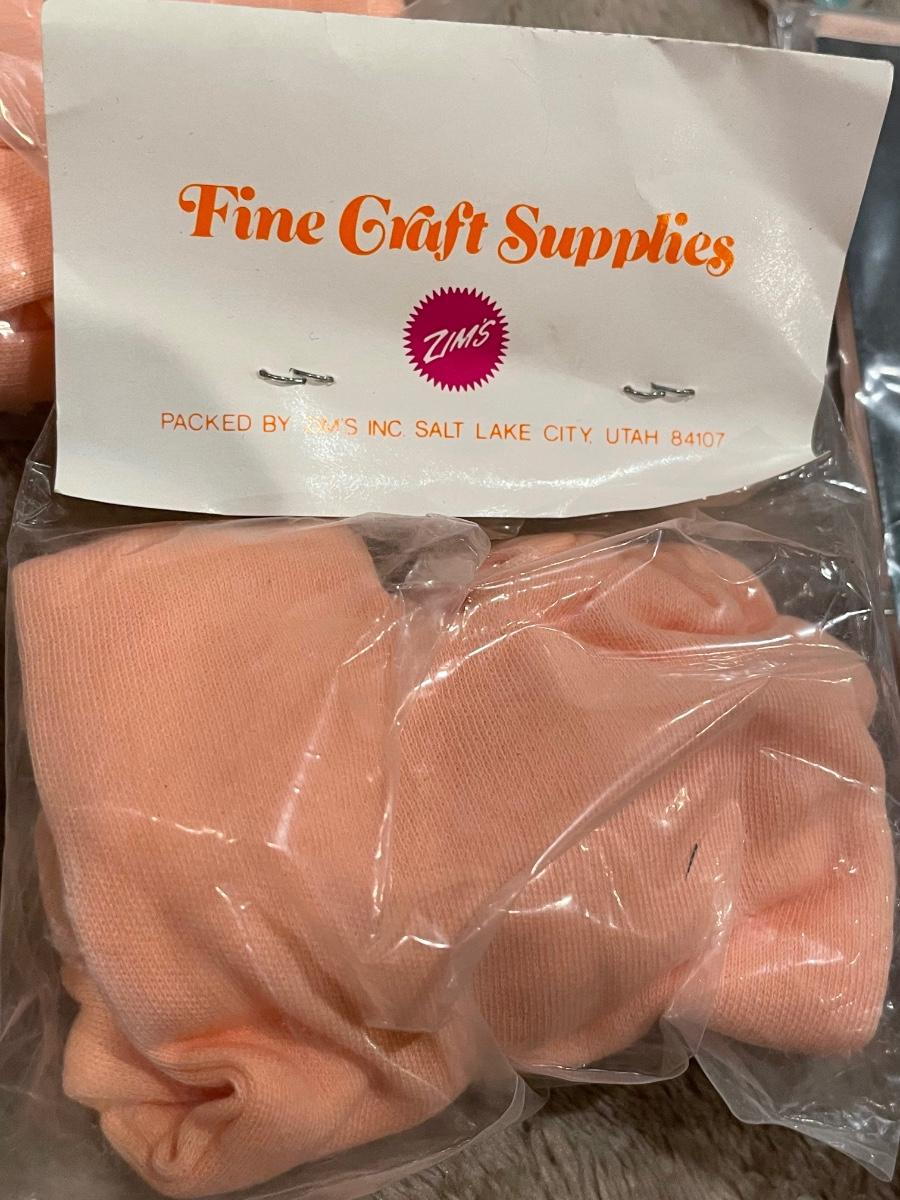 Fine Craft Supplies
ZIM'S
PACKED BY ZIM'S INC. SALT LAKE CITY, UTAH 84107